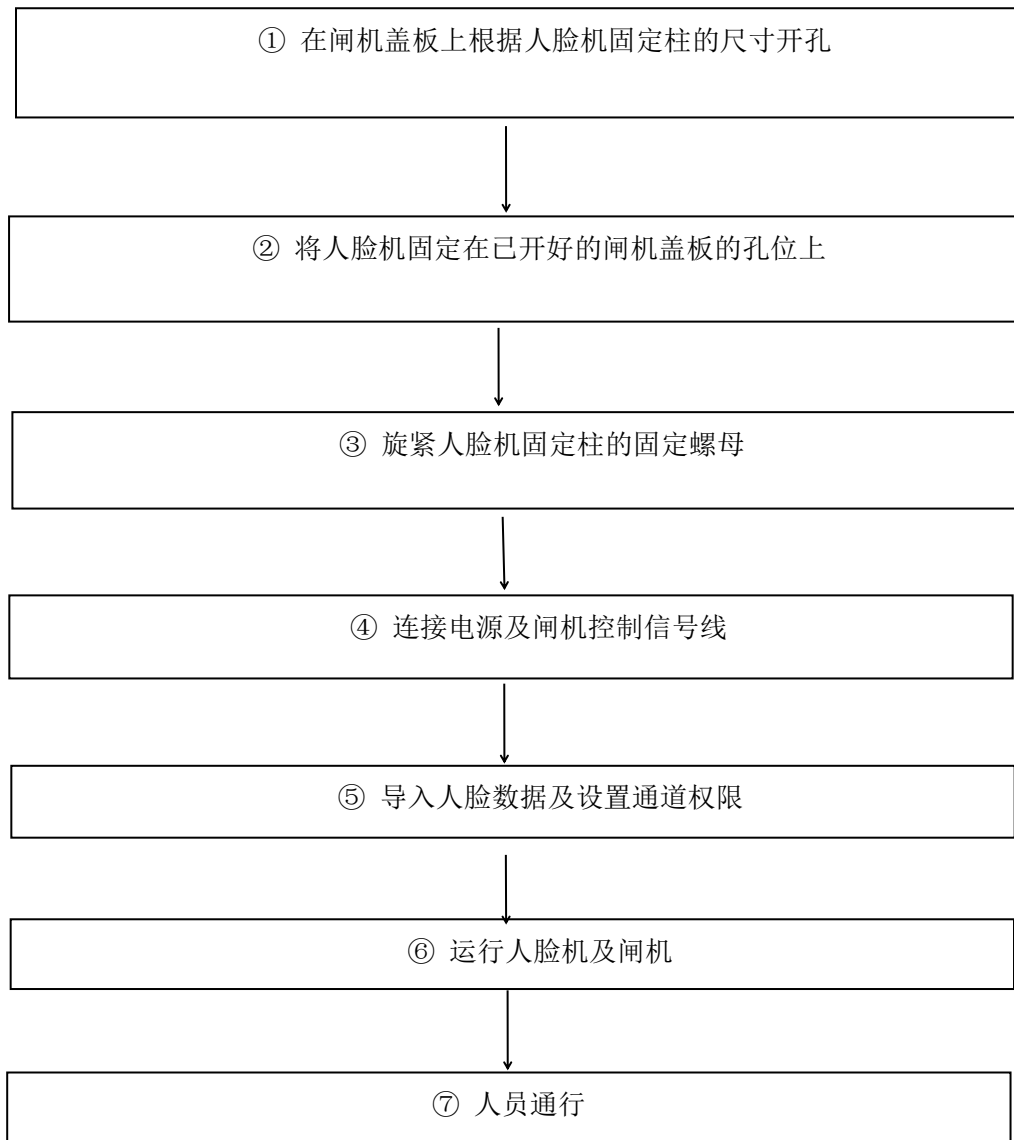 ① 在闸机盖板上根据人脸机固定柱的尺寸开孔
② 将人脸机固定在已开好的闸机盖板的孔位上
③ 旋紧人脸机固定柱的固定螺母
④ 连接电源及闸机控制信号线
⑤ 导入人脸数据及设置通道权限
⑥ 运行人脸机及闸机
⑦ 人员通行